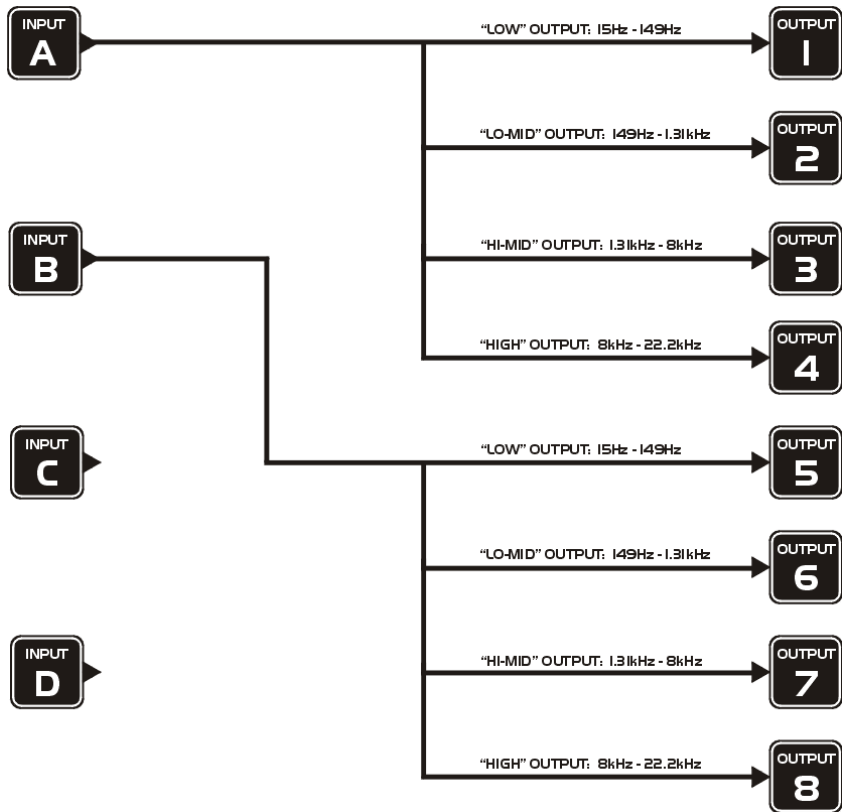 INPUT
A
"LOW" OUTPUT: 15Hz - 149Hz
OUTPUT
1
"LO-MID" OUTPUT: 149Hz - 1.31kHz
OUTPUT
2
INPUT
B
"HI-MID" OUTPUT: 1.31kHz - 8kHz
OUTPUT
3
"HIGH" OUTPUT: 8kHz - 22.2kHz
OUTPUT
4
INPUT
C
"LOW" OUTPUT: 15Hz - 149Hz
OUTPUT
5
"LO-MID" OUTPUT: 149Hz - 1.31kHz
OUTPUT
6
INPUT
D
"HI-MID" OUTPUT: 1.31kHz - 8kHz
OUTPUT
7
"HIGH" OUTPUT: 8kHz - 22.2kHz
OUTPUT
8